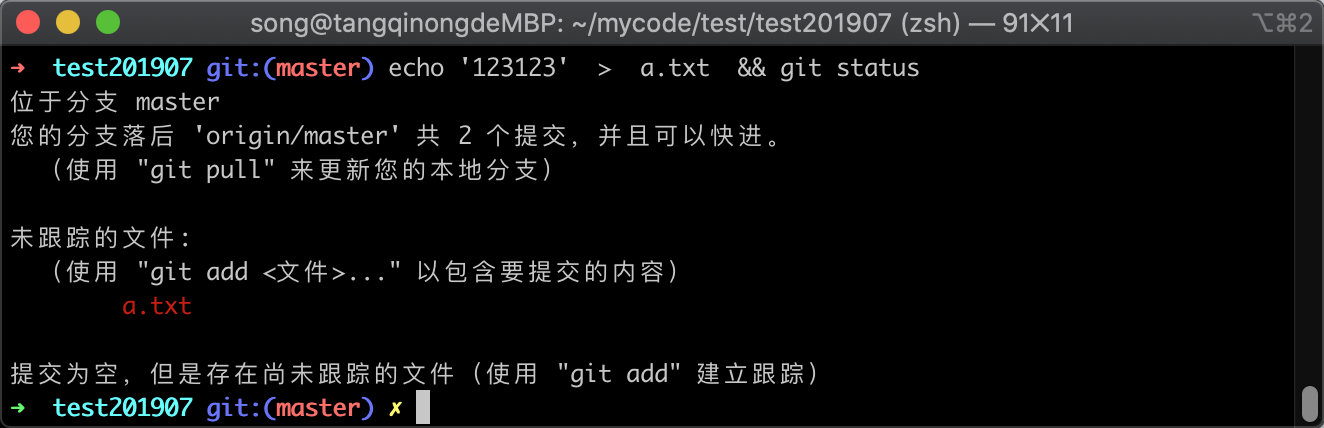 song@tangqinongdeMBP: ~/mycode/test/test201907 (zsh) — 91×11
⌥⌘2
➜  test201907 git:(master) echo '123123'  >  a.txt  && git status
位于分支 master
您的分支落后 'origin/master' 共 2 个提交，并且可以快进。
  （使用 "git pull" 来更新您的本地分支）
未跟踪的文件:
  （使用 "git add <文件>..." 以包含要提交的内容）
        a.txt
提交为空，但是存在尚未跟踪的文件（使用 "git add" 建立跟踪）
➜  test201907 git:(master) ✗